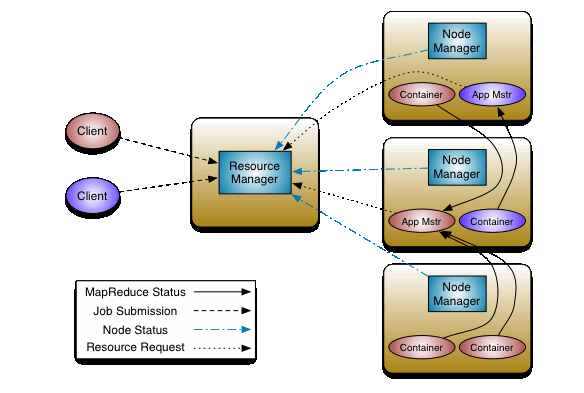 Client
Client
Resource
Manager
Node
Manager
Container
App Mstr
Node
Manager
App Mstr
Container
Node
Manager
Container
Container
MapReduce Status
Job Submission
Node Status
Resource Request